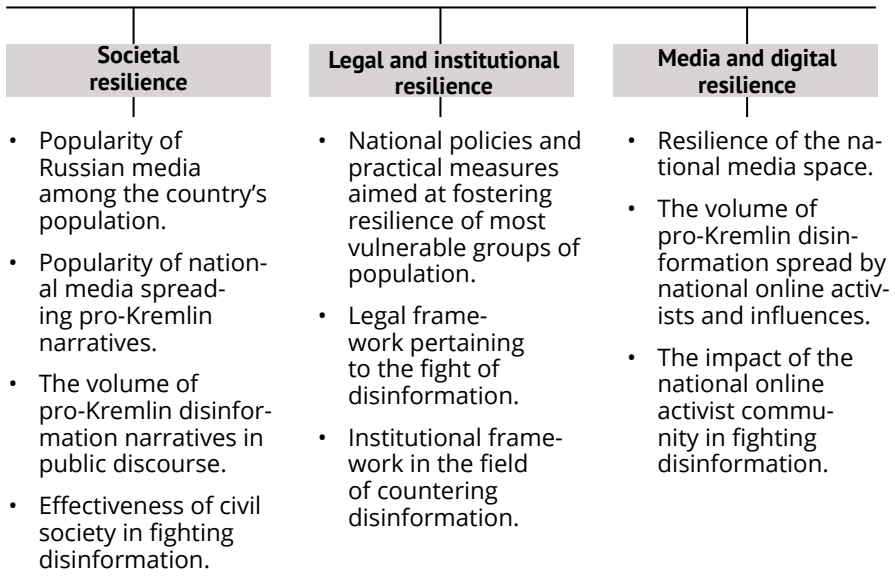 Societal
resilience
• Popularity of
Russian media
among the country’s
population.
• Popularity of nation-
al media spread-
ing pro-Kremlin
narratives.
• The volume of
pro-Kremlin disinfor-
mation narratives in
public discourse.
• Effectiveness of civil
society in fighting
disinformation.
Legal and institutional
resilience
• National policies and
practical measures
aimed at fostering
resilience of most
vulnerable groups of
population.
• Legal frame-
work pertaining
to the fight of
disinformation.
• Institutional frame-
work in the field
of countering
disinformation.
Media and digital
resilience
• Resilience of the na-
tional media space.
• The volume of
pro-Kremlin disin-
formation spread by
national online activ-
ists and influences.
• The impact of the
national online
activist commu-
nity in fighting
disinformation.